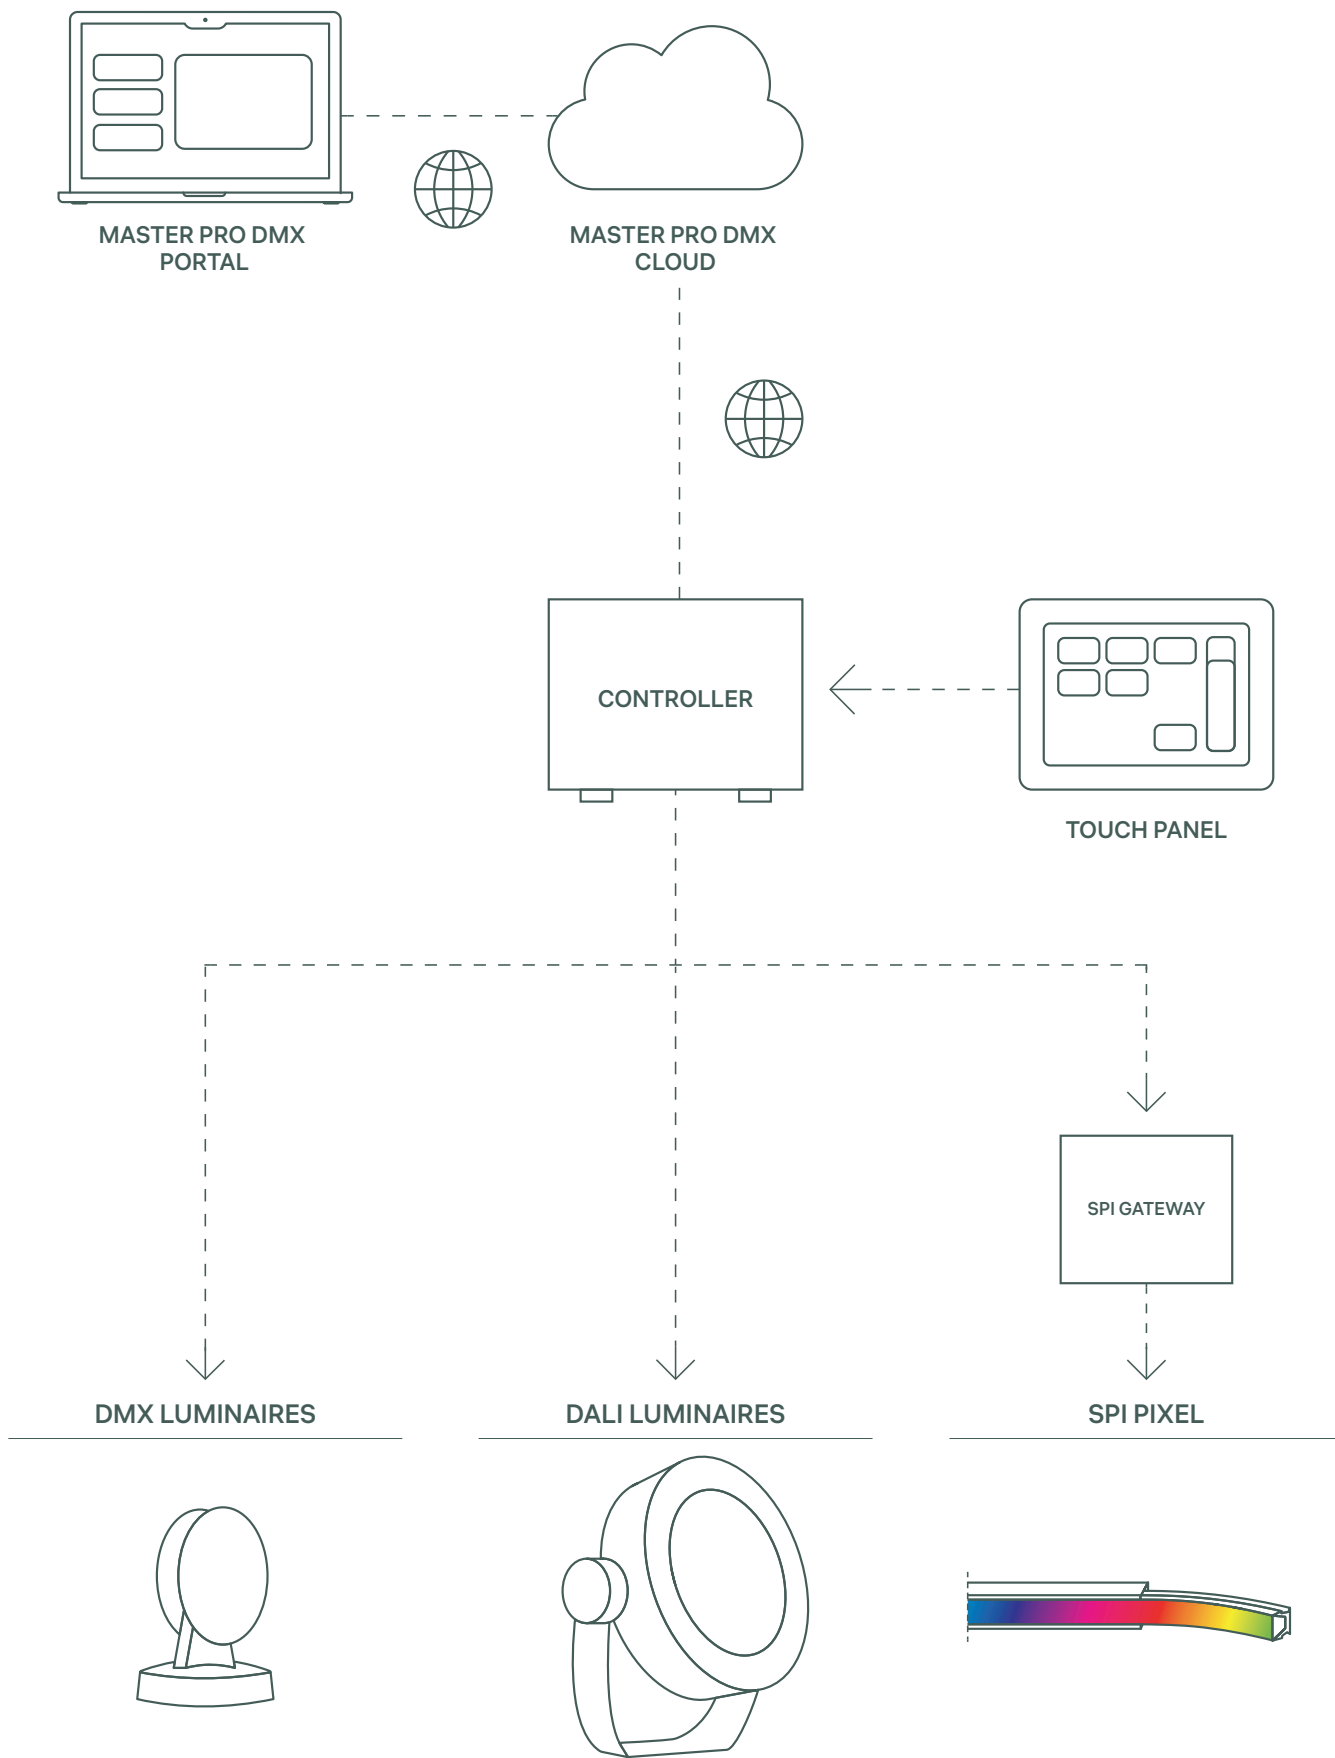 MASTER PRO DMX
PORTAL
MASTER PRO DMX
CLOUD
CONTROLLER
TOUCH PANEL
SPI GATEWAY
DMX LUMINAIRES
DALI LUMINAIRES
SPI PIXEL